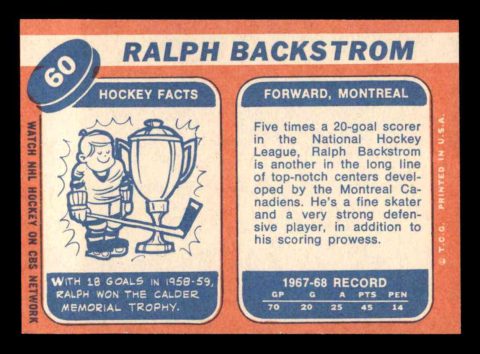 60
RALPH BACKSTROM
HOCKEY FACTS
WITH 18 GOALS IN 1958-59,
RALPH WON THE CALDER
MEMORIAL TROPHY.
FORWARD, MONTREAL
Five times a 20-goal scorer
in the National Hockey
League, Ralph Backstrom
is another in the long line
of top-notch centers devel-
oped by the Montreal Ca-
nadiens. He's a fine skater
and a very strong defen-
sive player, in addition to
his scoring prowess.
1967-68 RECORD
GP G A PTS PEN
70 20 25 45 14
WATCH NHL HOCKEY ON CBS NETWORK
© T.C.G. PRINTED IN U.S.A.